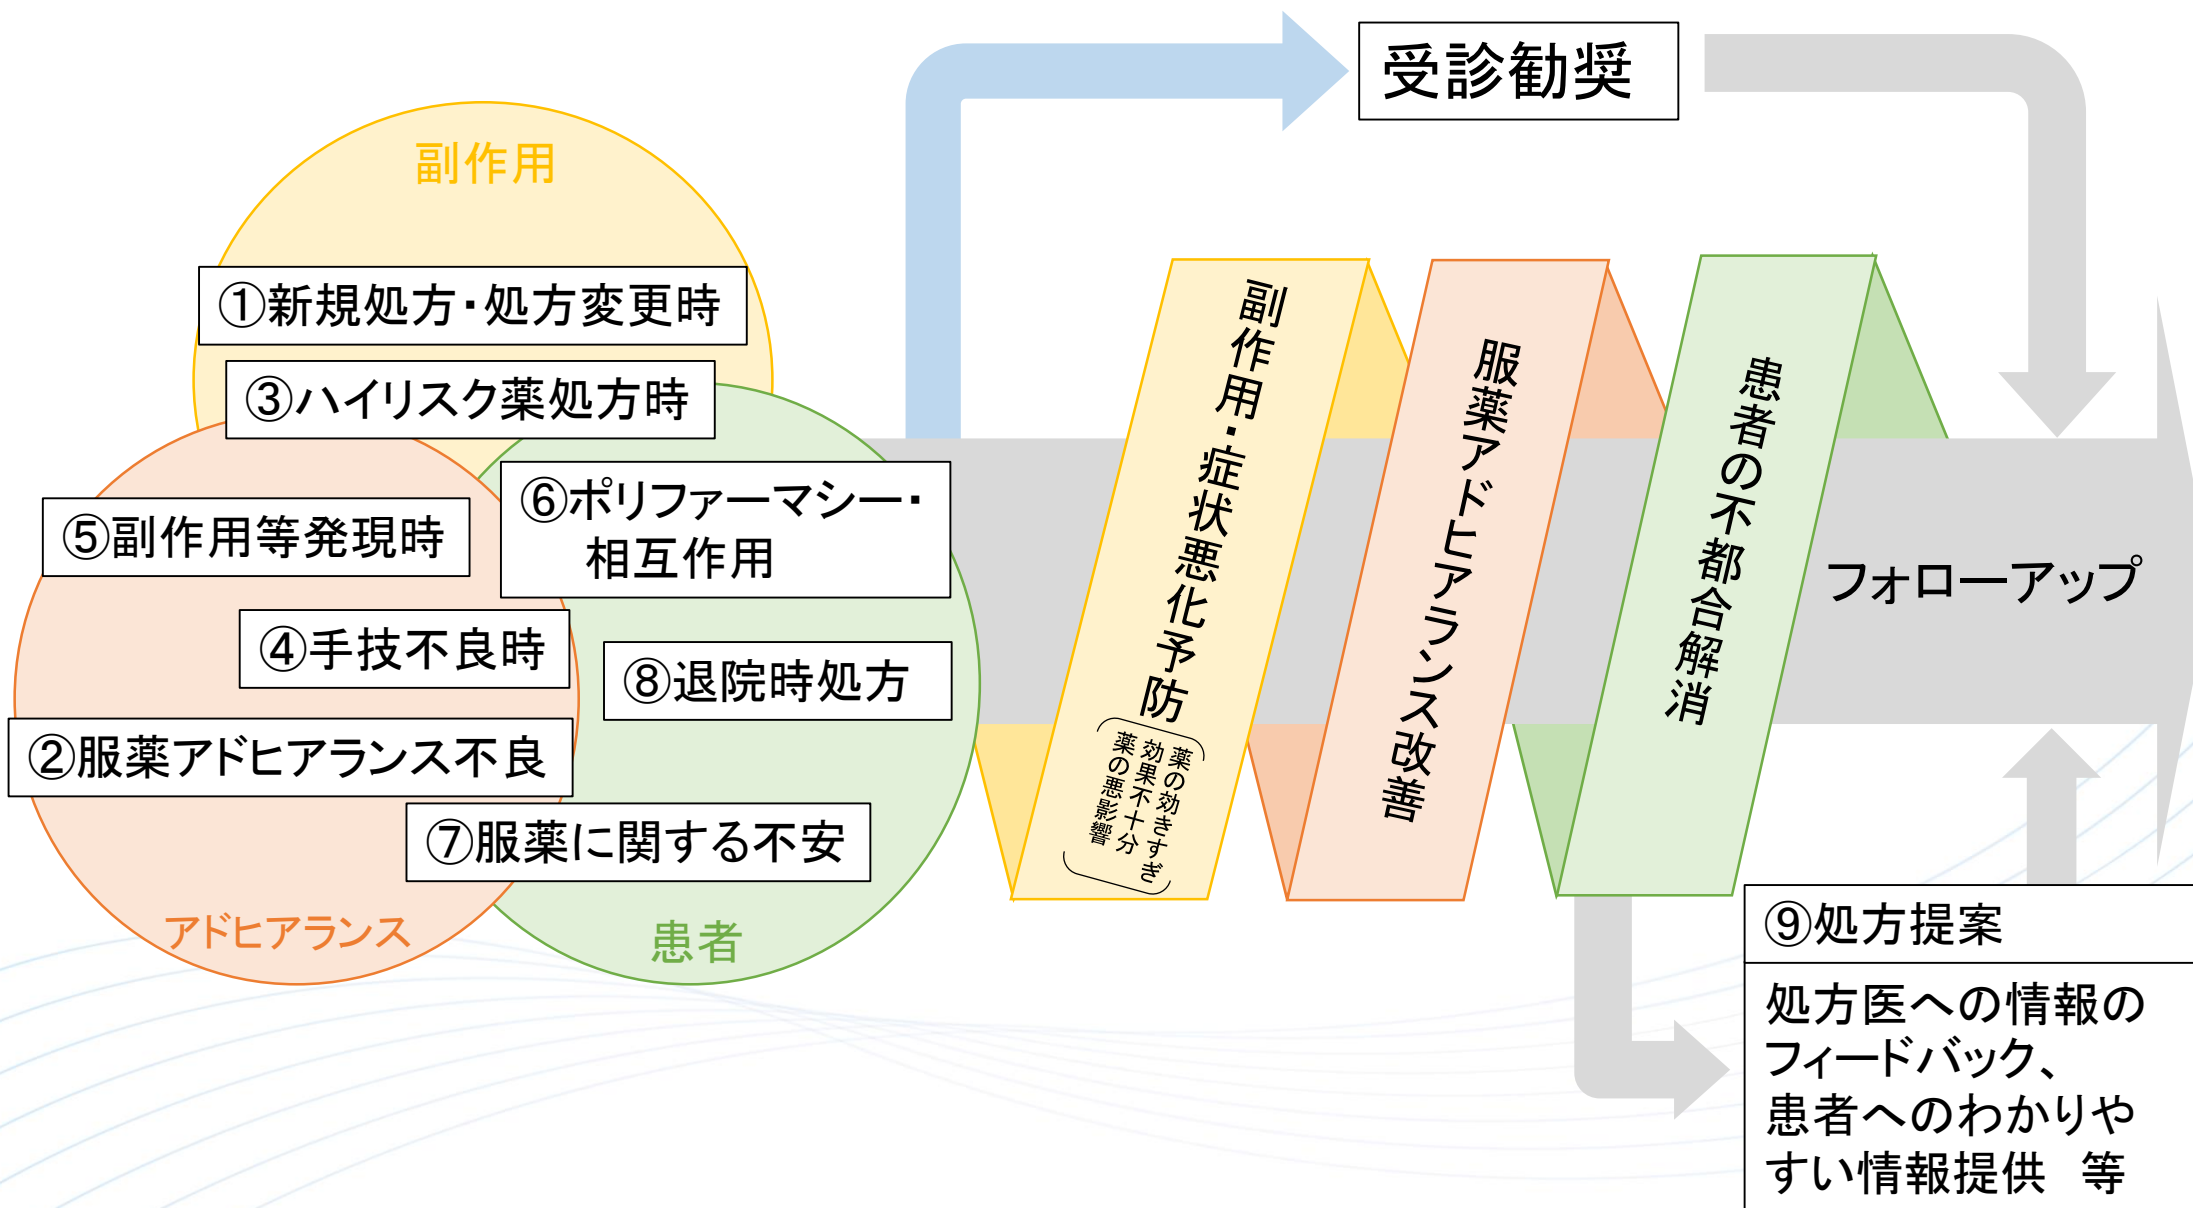 受診勧奨
副作用
①新規処方・処方変更時
③ハイリスク薬処方時
⑥ポリファーマシー・
相互作用
⑤副作用等発現時
④手技不良時
⑧退院時処方
②服薬アドヒアランス不良
⑦服薬に関する不安
アドヒアランス
患者
副作用・症状悪化予防
薬の効きすぎ
効果不十分
薬の悪影響
服薬アドヒアランス改善
患者の不都合解消
フォローアップ
⑨処方提案
処方医への情報の
フィードバック、
患者へのわかりや
すい情報提供　等